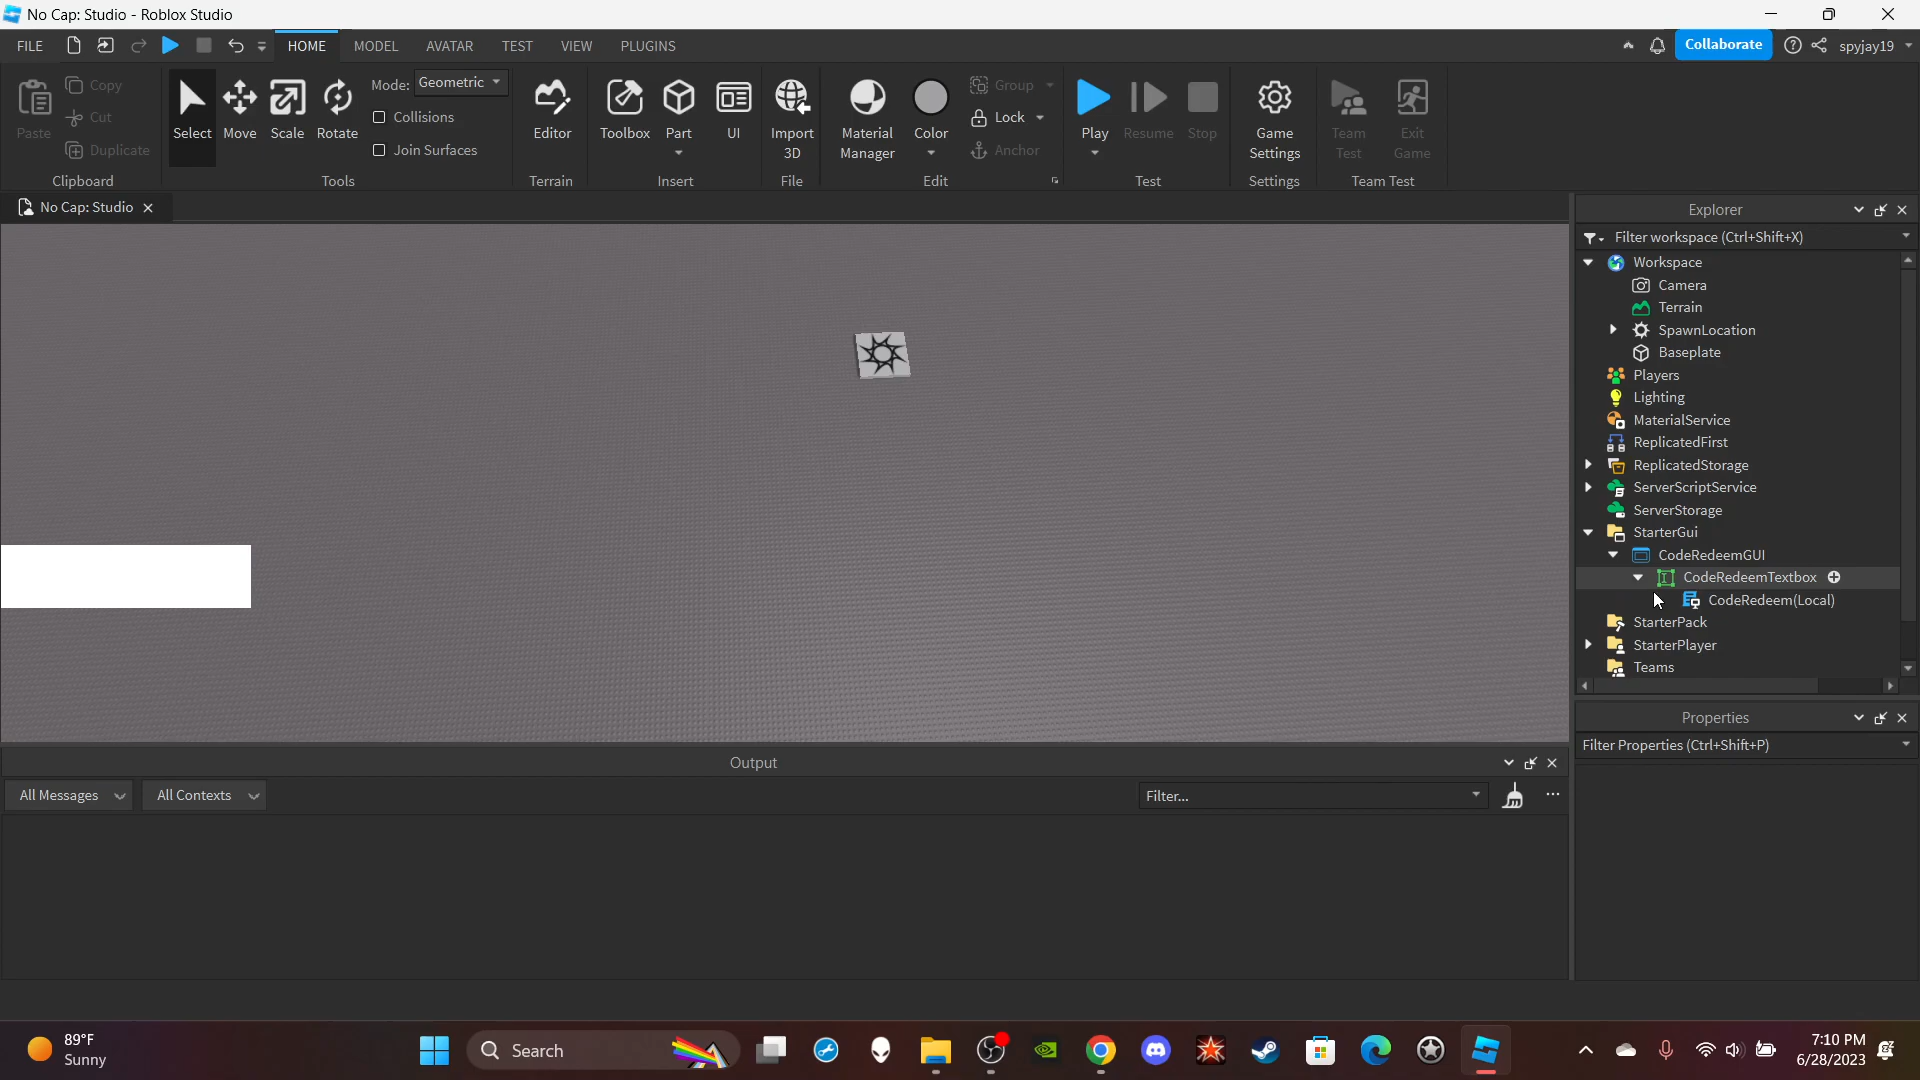 No Cap: Studio - Roblox Studio
FILE
HOME
MODEL
AVATAR
TEST
VIEW
PLUGINS
Collaborate
spyjay19
Paste
Copy
Cut
Duplicate
Clipboard
Select
Move
Scale
Rotate
Mode: Geometric
Collisions
Join Surfaces
Tools
Editor
Terrain
Toolbox
Part
UI
Insert
Import
3D
File
Material
Manager
Color
Group
Lock
Anchor
Edit
Play
Resume
Stop
Test
Game
Settings
Settings
Team
Test
Exit
Game
Team Test
No Cap: Studio
Explorer
Filter workspace (Ctrl+Shift+X)
Workspace
Camera
Terrain
SpawnLocation
Baseplate
Players
Lighting
MaterialService
ReplicatedFirst
ReplicatedStorage
ServerScriptService
ServerStorage
StarterGui
CodeRedeemGUI
CodeRedeemTextbox
CodeRedeem(Local)
StarterPack
StarterPlayer
Teams
Properties
Filter Properties (Ctrl+Shift+P)
Output
All Messages
All Contexts
Filter...
89°F
Sunny
Search
7:10 PM
6/28/2023